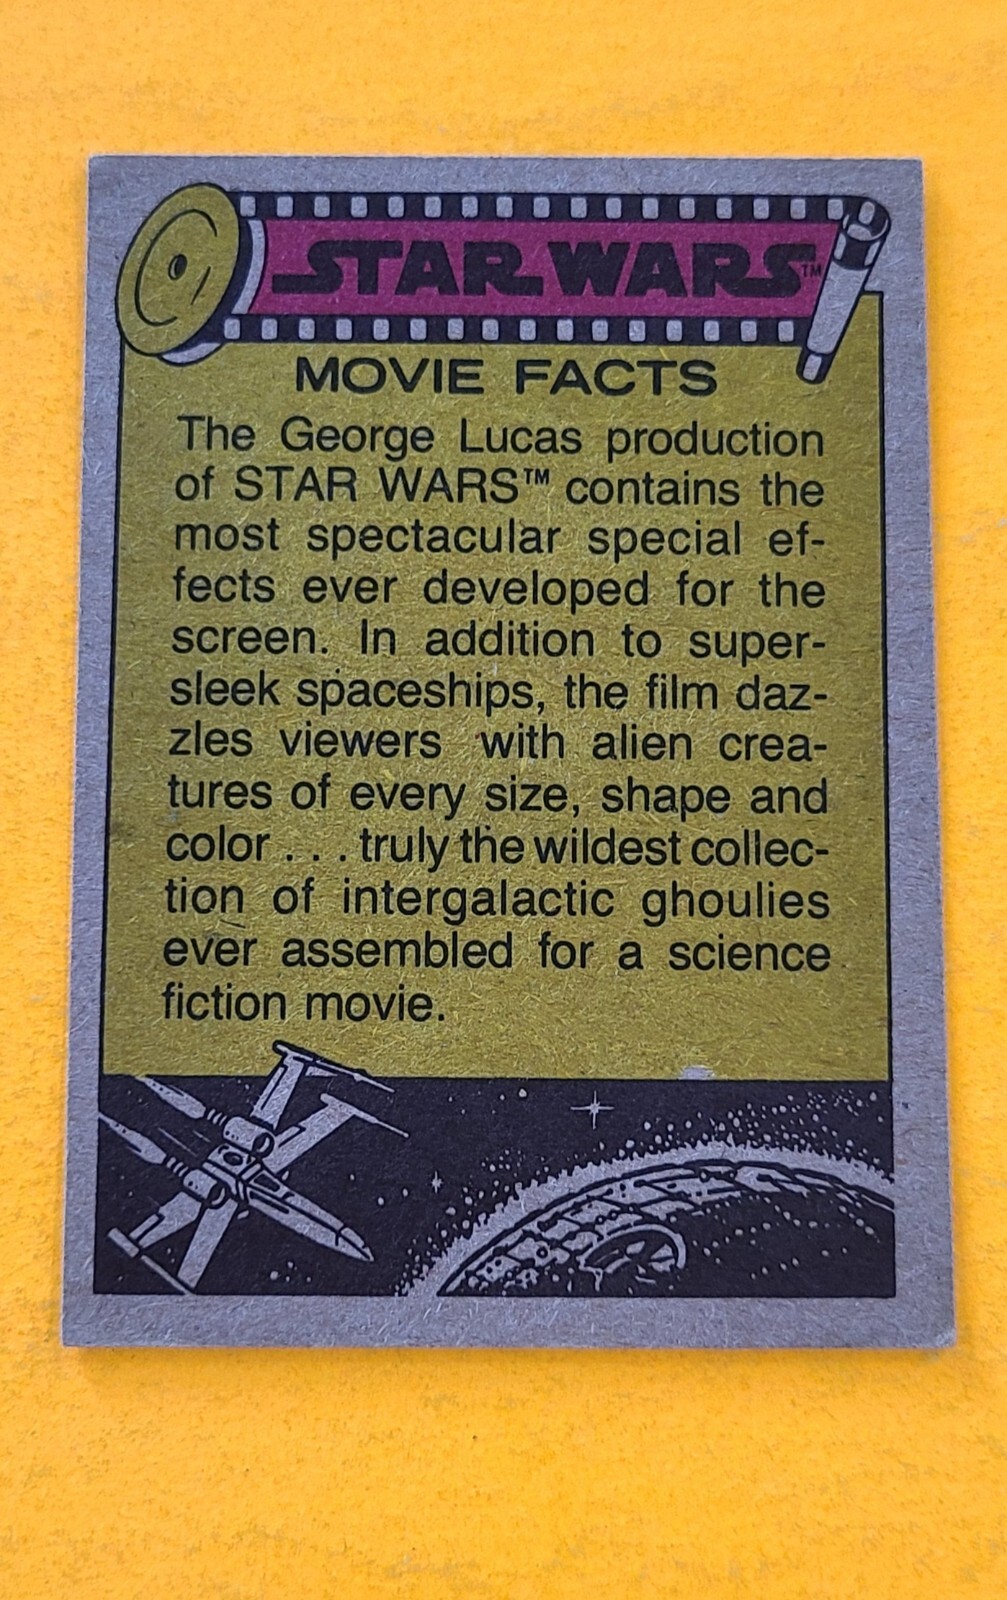 STAR WARS™
MOVIE FACTS
The George Lucas production
of STAR WARS™ contains the
most spectacular special ef-
fects ever developed for the
screen. In addition to super-
sleek spaceships, the film daz-
zles viewers with alien crea-
tures of every size, shape and
color . . . truly the wildest collec-
tion of intergalactic ghoulies
ever assembled for a science
fiction movie.